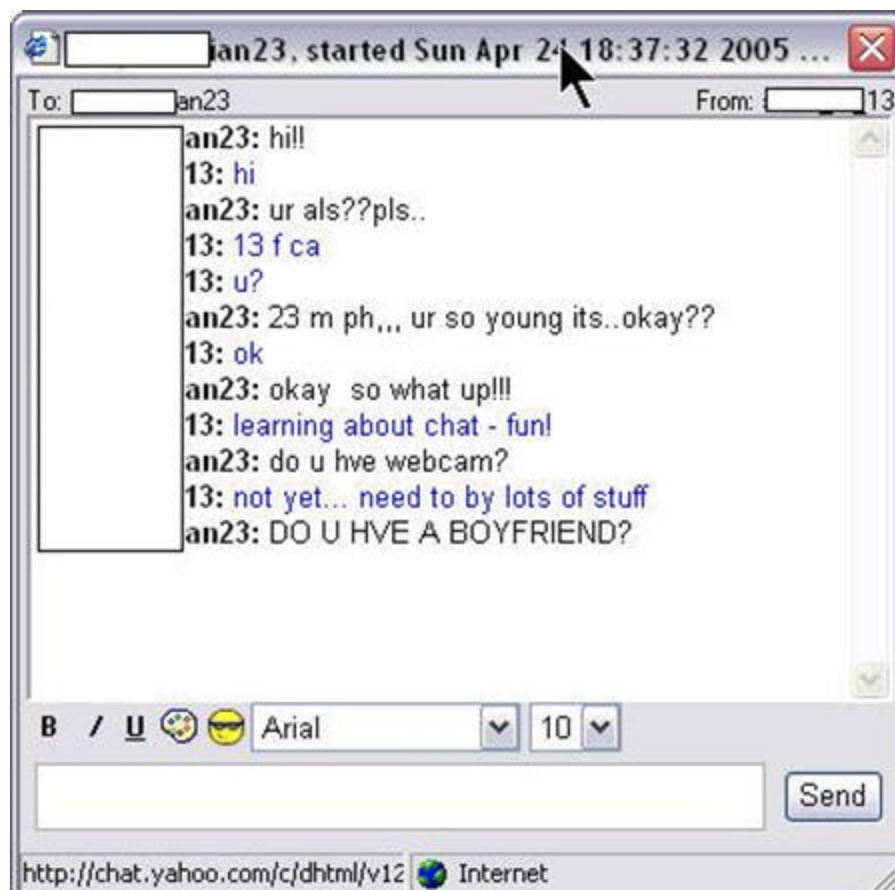 ian23, started Sun Apr 24 18:37:32 2005 ...
To: an23 From: 13
an23: hi!!
13: hi
an23: ur als??pls..
13: 13 f ca
13: u?
an23: 23 m ph,,, ur so young its..okay??
13: ok
an23: okay so what up!!!
13: learning about chat - fun!
an23: do u hve webcam?
13: not yet... need to by lots of stuff
an23: DO U HVE A BOYFRIEND?
B I U Arial 10
Send
http://chat.yahoo.com/c/dhtml/v12 Internet